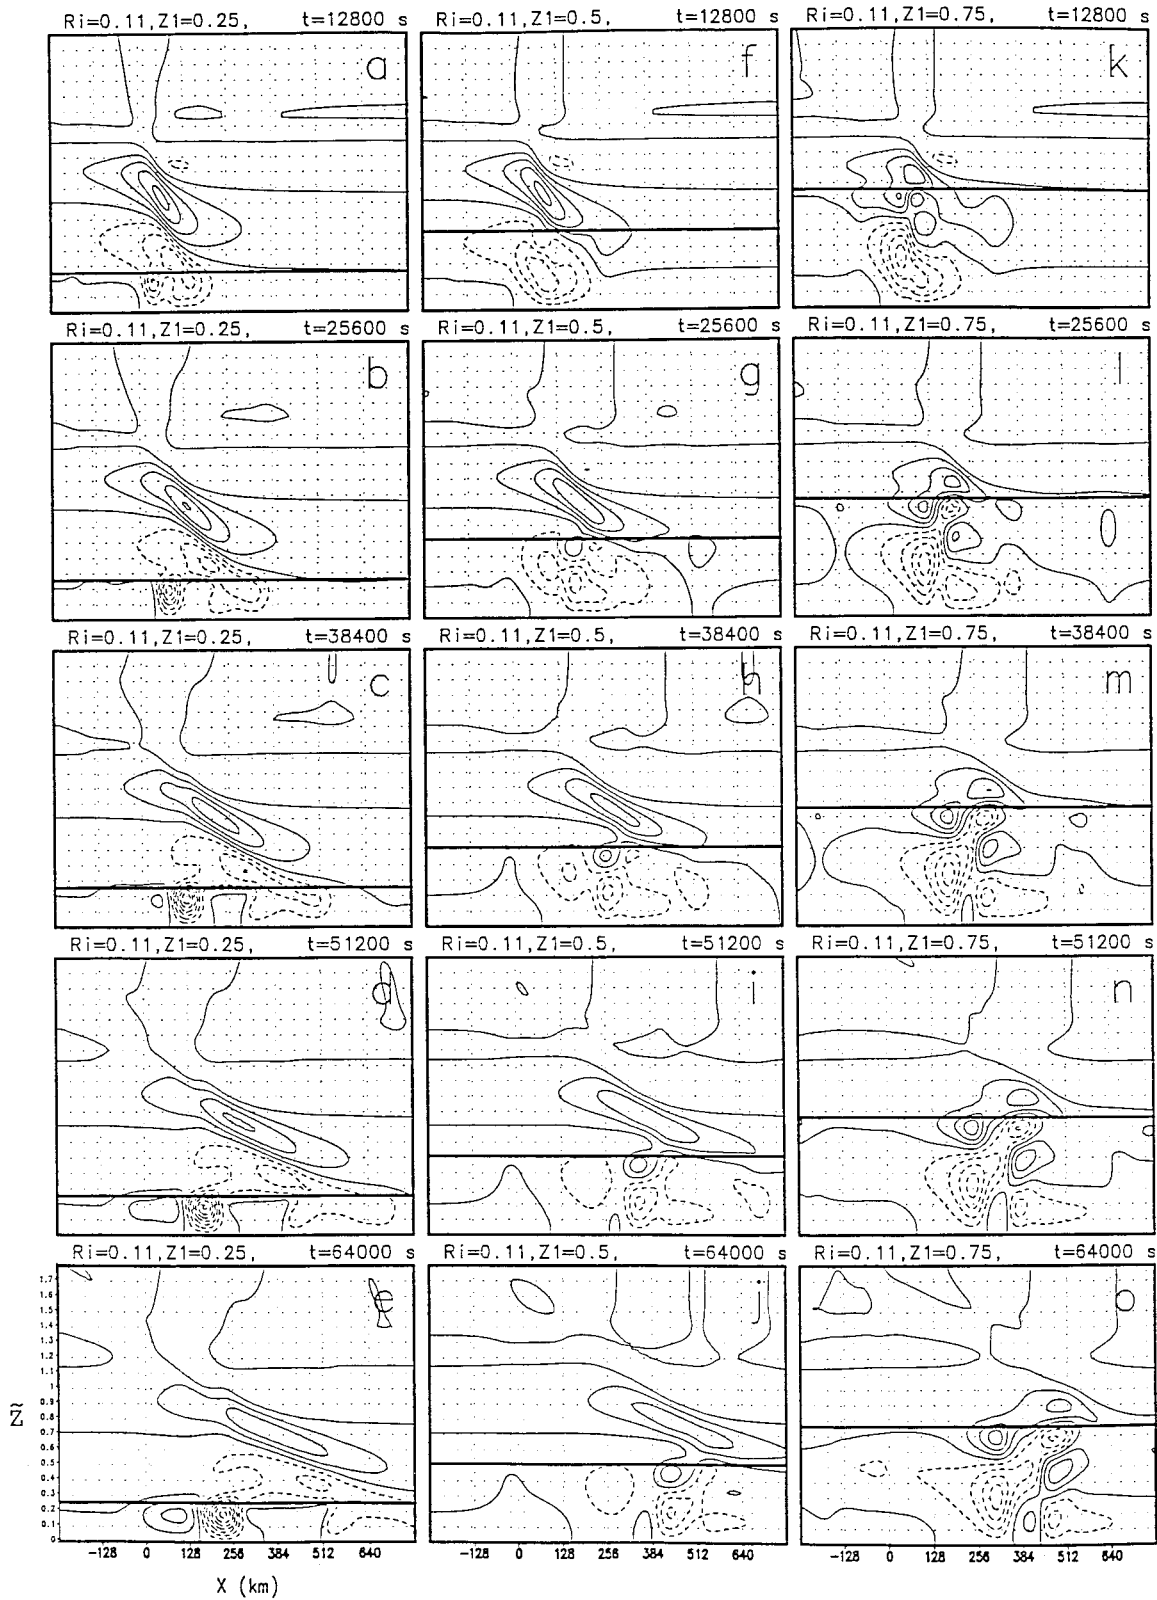 Ri=0.11,Z1=0.25, t=12800 s Ri=0.11,Z1=0.5, t=12800 s Ri=0.11,Z1=0.75, t=12800 s
a f k
Ri=0.11,Z1=0.25, t=25600 s Ri=0.11,Z1=0.5, t=25600 s Ri=0.11,Z1=0.75, t=25600 s
b g l
Ri=0.11,Z1=0.25, t=38400 s Ri=0.11,Z1=0.5, t=38400 s Ri=0.11,Z1=0.75, t=38400 s
c h m
Ri=0.11,Z1=0.25, t=51200 s Ri=0.11,Z1=0.5, t=51200 s Ri=0.11,Z1=0.75, t=51200 s
d i n
Ri=0.11,Z1=0.25, t=64000 s Ri=0.11,Z1=0.5, t=64000 s Ri=0.11,Z1=0.75, t=64000 s
e j o
1.7
1.6
1.5
1.4
1.3
1.2
1.1
1
0.9
0.8
0.7
0.6
0.5
0.4
0.3
0.2
0.1
0
z̃
-128 0 128 256 384 512 640 -128 0 128 256 384 512 640 -128 0 128 256 384 512 640
X (km)